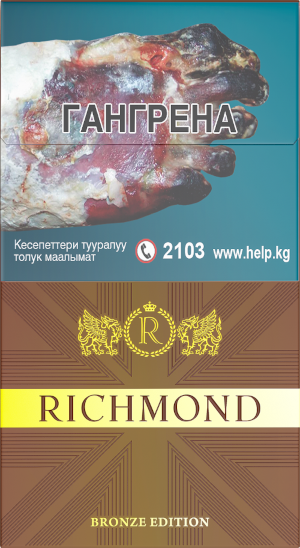 ГАНГРЕНА
Кесепеттери тууралуу
толук маалымат
2103 www.help.kg
R
RICHMOND
BRONZE EDITION